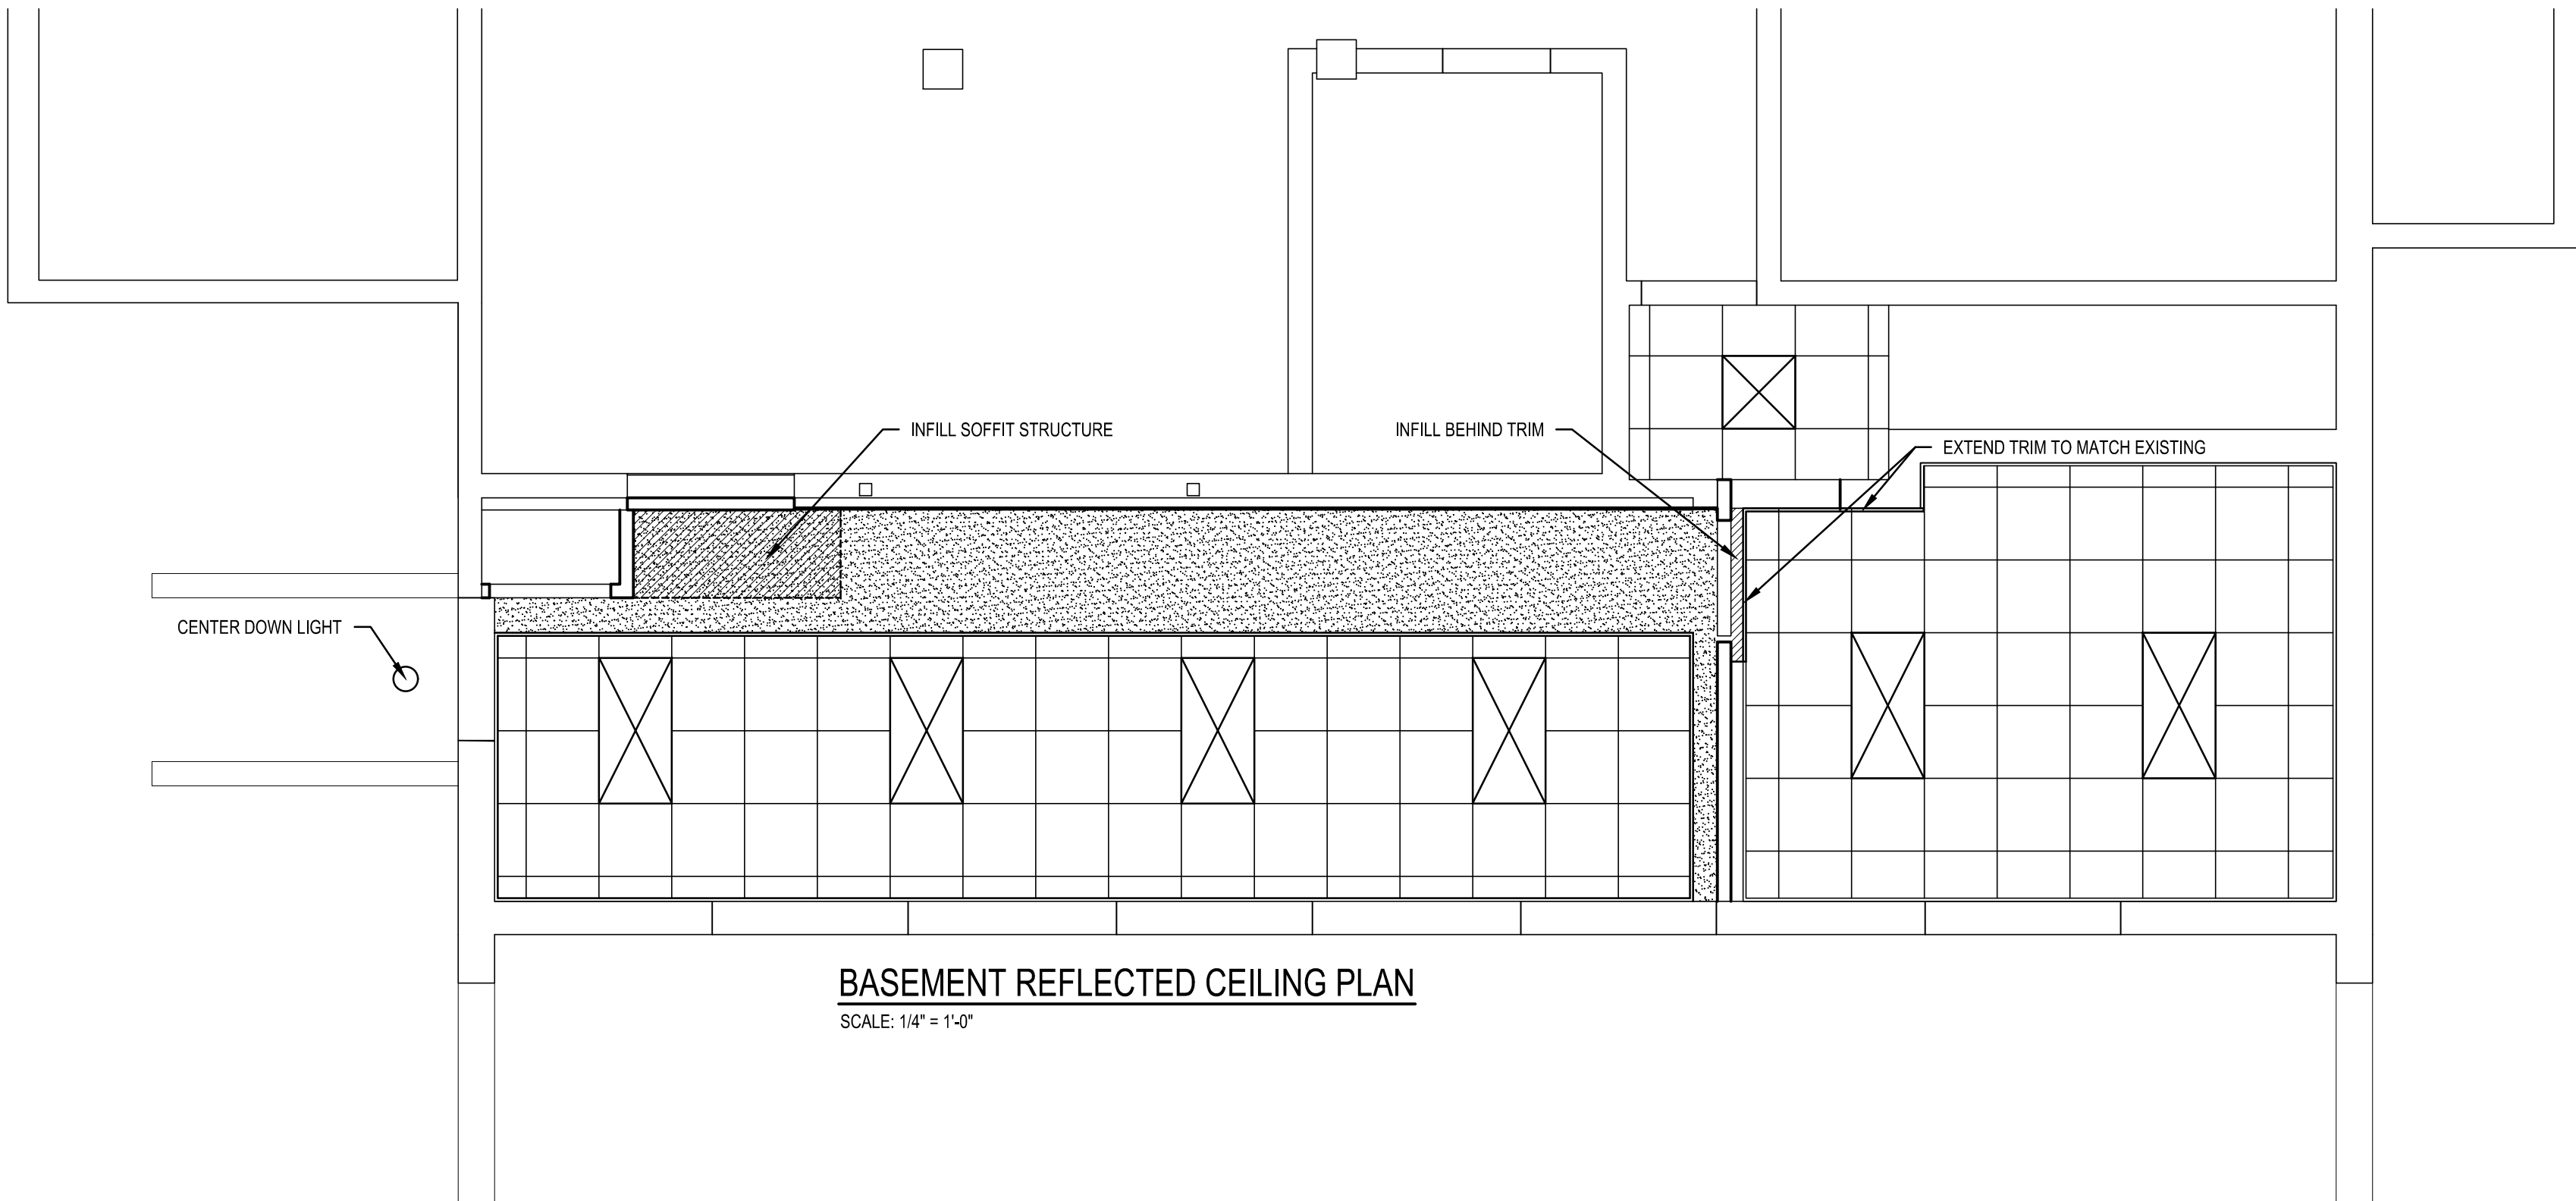 INFILL SOFFIT STRUCTURE
INFILL BEHIND TRIM
EXTEND TRIM TO MATCH EXISTING
CENTER DOWN LIGHT
BASEMENT REFLECTED CEILING PLAN
SCALE: 1/4" = 1'-0"